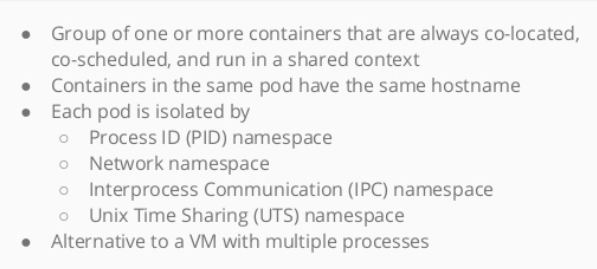 ● Group of one or more containers that are always co-located,
co-scheduled, and run in a shared context
● Containers in the same pod have the same hostname
● Each pod is isolated by
○ Process ID (PID) namespace
○ Network namespace
○ Interprocess Communication (IPC) namespace
○ Unix Time Sharing (UTS) namespace
● Alternative to a VM with multiple processes